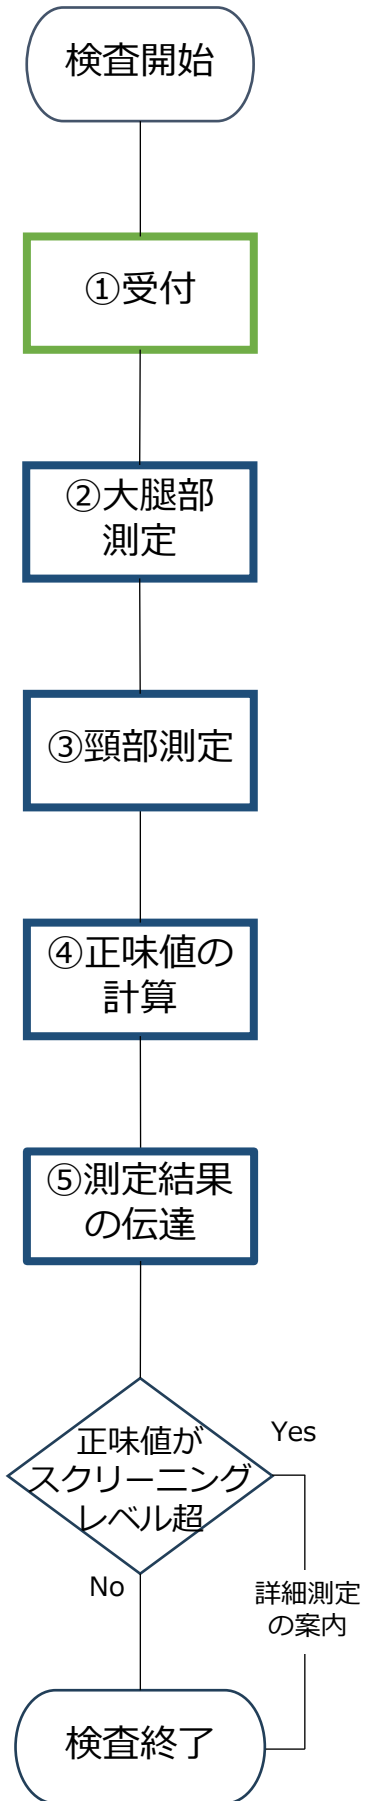 検査開始
①受付
②大腿部
測定
③頸部測定
④正味値の
計算
⑤測定結果
の伝達
正味値が
スクリーニング
レベル超
Yes
No
詳細測定
の案内
検査終了